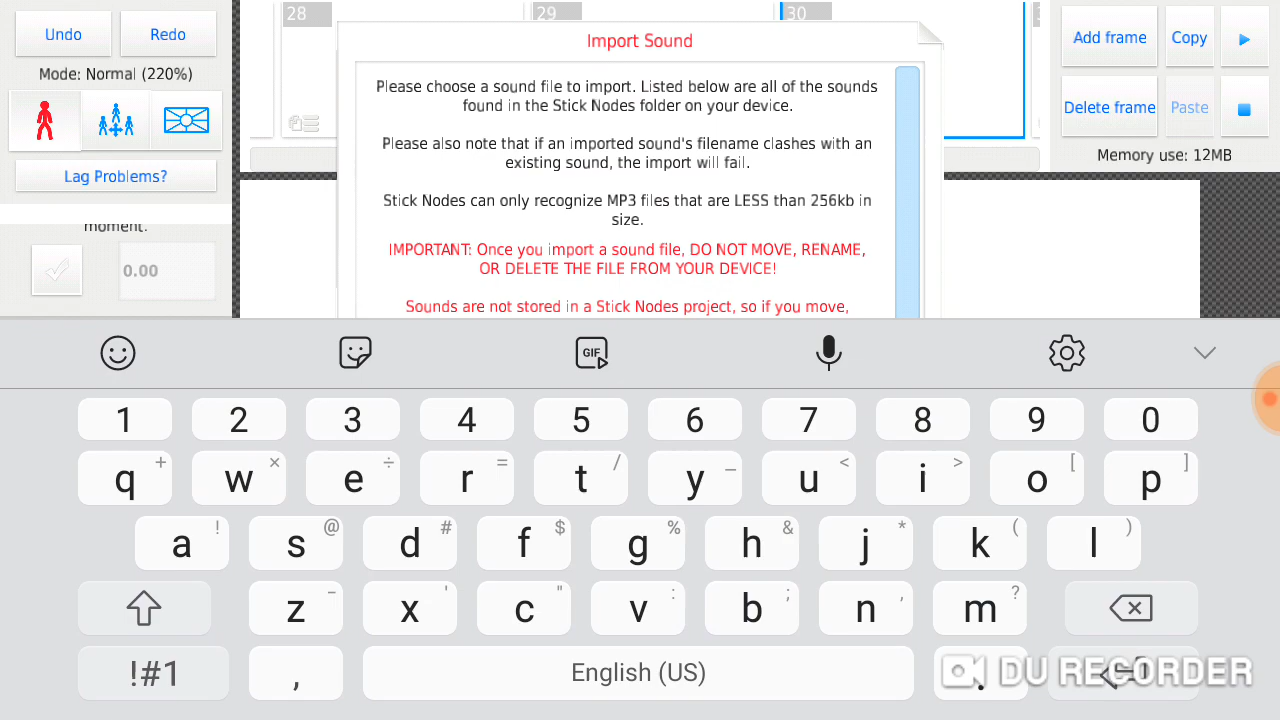 Undo
Redo
Mode: Normal (220%)
Lag Problems?
moment.
0.00
28
29
30
Import Sound
Please choose a sound file to import. Listed below are all of the sounds
found in the Stick Nodes folder on your device.
Please also note that if an imported sound's filename clashes with an
existing sound, the import will fail.
Stick Nodes can only recognize MP3 files that are LESS than 256kb in
size.
IMPORTANT: Once you import a sound file, DO NOT MOVE, RENAME,
OR DELETE THE FILE FROM YOUR DEVICE!
Sounds are not stored in a Stick Nodes project, so if you move,
Add frame
Copy
Delete frame
Paste
Memory use: 12MB
GIF
1 2 3 4 5 6 7 8 9 0
q + w × e ÷ r = t / y _ u < i > o [ p ]
a ! s @ d # f $ g % h & j * k ( l )
z - x ' c " v : b ; n , m ?
!#1 , English (US) .
DU RECORDER